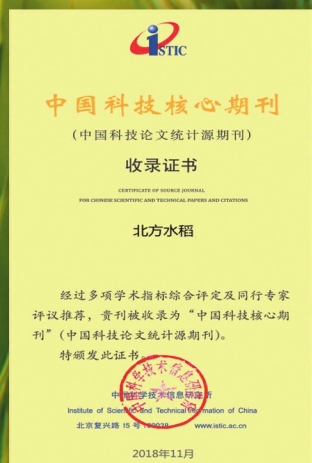 ISTIC
中国科技核心期刊
(中国科技论文统计源期刊)
收录证书
CERTIFICATE OF SOURCE JOURNAL
FOR CHINESE SCIENTIFIC AND TECHNICAL PAPERS AND CITATIONS
北方水稻
经过多项学术指标综合评定及同行专家
评议推荐，贵刊被收录为“中国科技核心期
刊”(中国科技论文统计源期刊)。
特颁发此证书。
中国科学技术信息研究所
Institute of Scientific and Technical Information of China
北京复兴路 15 号 100038 www.istic.ac.cn
2018年11月